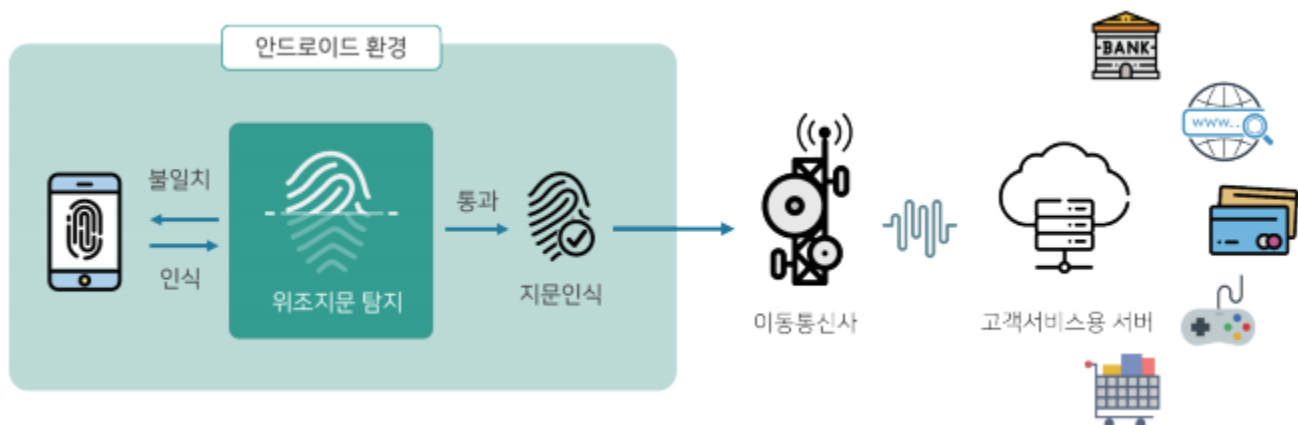 안드로이드 환경
BANK
www..
불일치
통과
인식
위조지문 탐지
지문인식
이동통신사
고객서비스용 서버